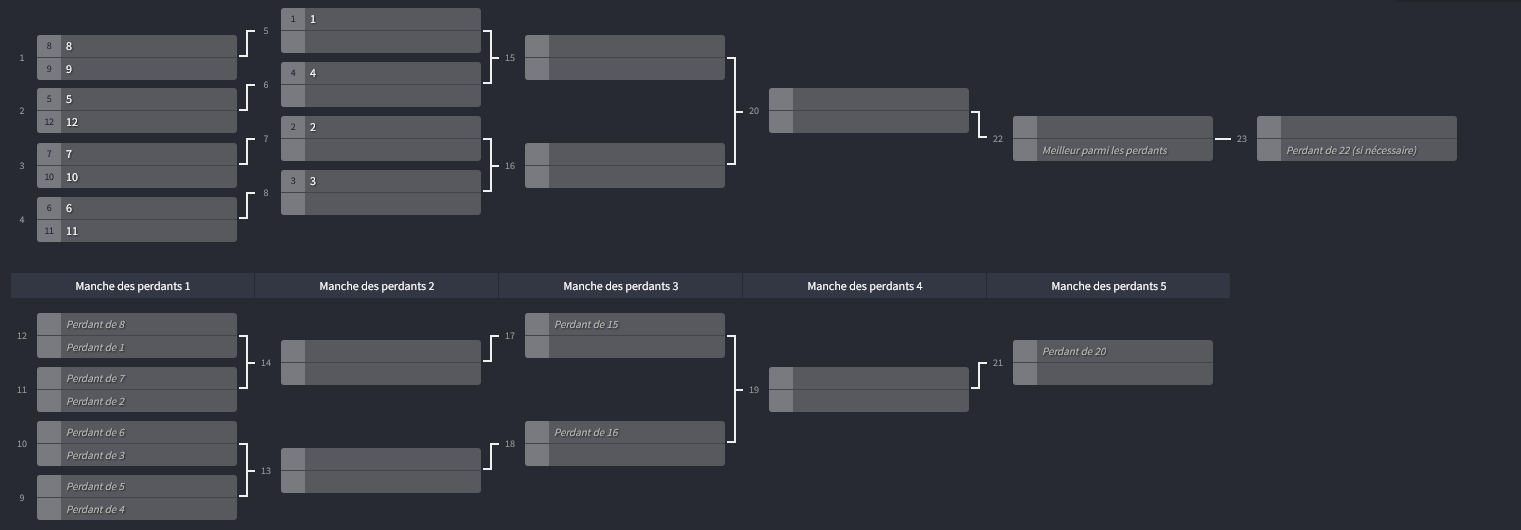 1
8 8
9 9
2
5 5
12 12
3
7 7
10 10
4
6 6
11 11
5
1 1
6
4 4
7
2 2
8
3 3
15
16
20
22
Meilleur parmi les perdants
23
Perdant de 22 (si nécessaire)
Manche des perdants 1
Manche des perdants 2
Manche des perdants 3
Manche des perdants 4
Manche des perdants 5
12
Perdant de 8
Perdant de 1
11
Perdant de 7
Perdant de 2
10
Perdant de 6
Perdant de 3
9
Perdant de 5
Perdant de 4
14
13
17
Perdant de 15
18
Perdant de 16
19
21
Perdant de 20